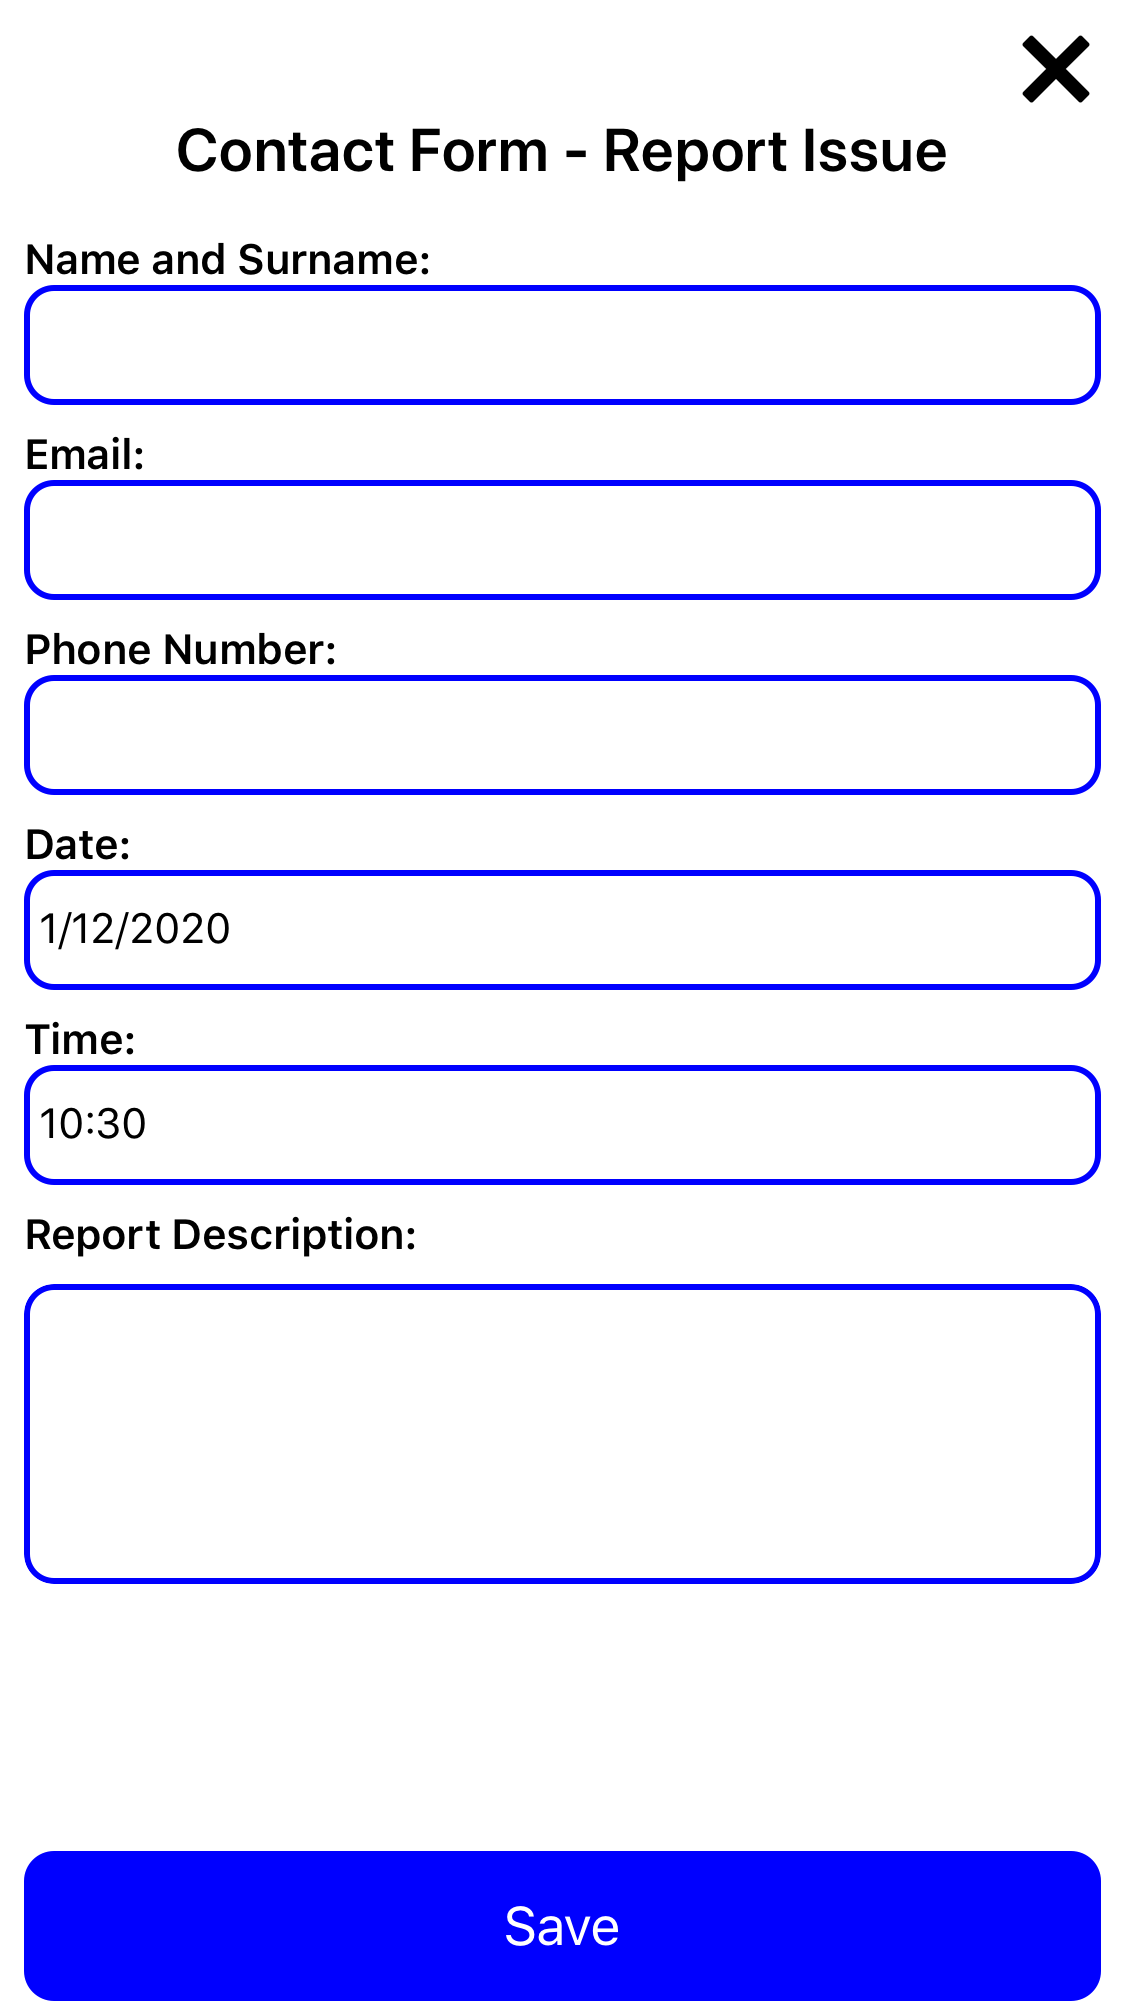 Contact Form - Report Issue
Name and Surname:
Email:
Phone Number:
Date:
1/12/2020
Time:
10:30
Report Description:
Save